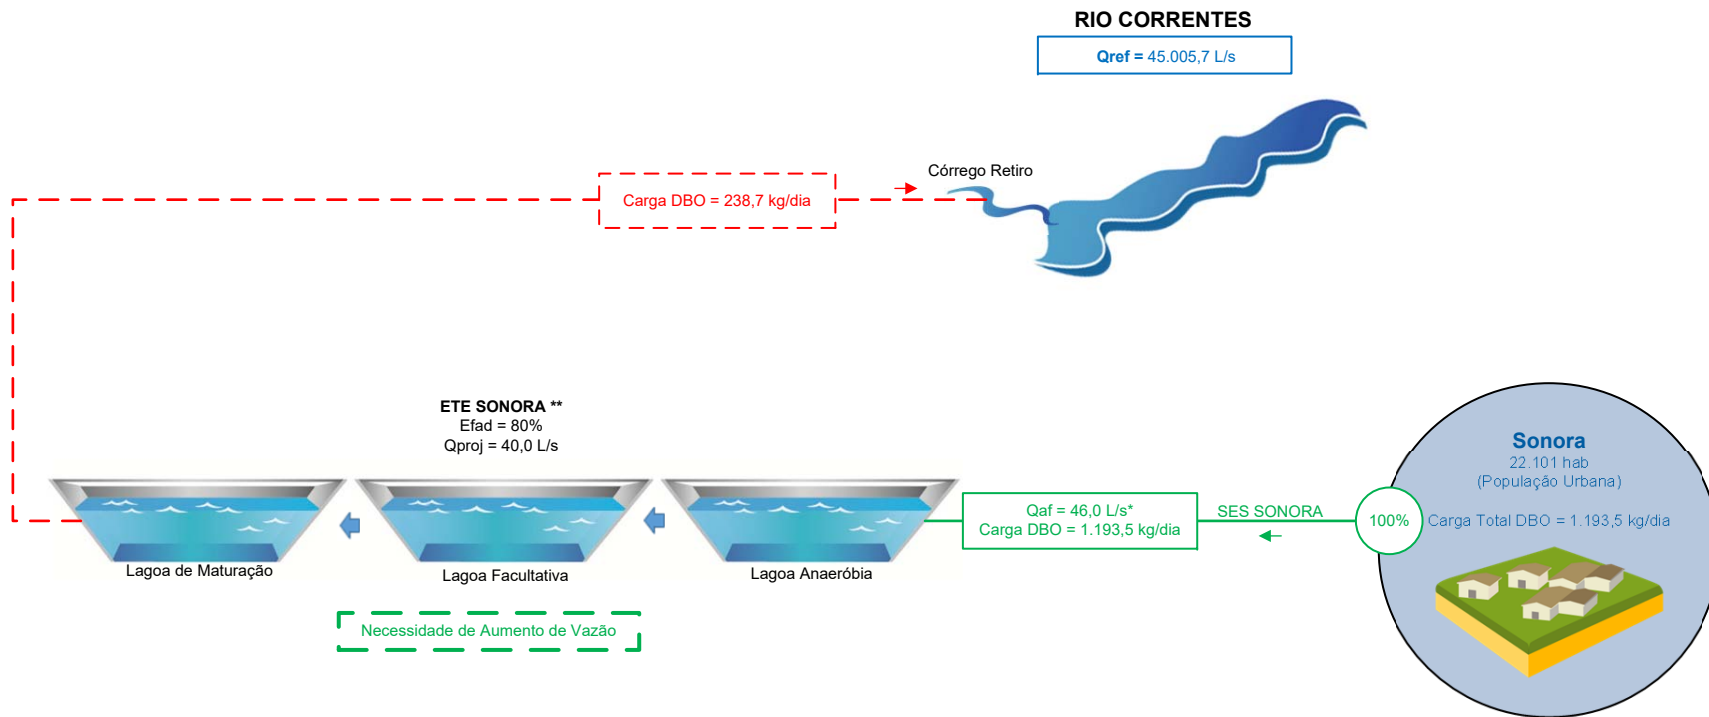 RIO CORRENTES
Qref = 45.005,7 L/s
Córrego Retiro
Carga DBO = 238,7 kg/dia
ETE SONORA **
Efad = 80%
Qproj = 40,0 L/s
Lagoa de Maturação
Lagoa Facultativa
Lagoa Anaeróbia
Necessidade de Aumento de Vazão
Qaf = 46,0 L/s*
Carga DBO = 1.193,5 kg/dia
SES SONORA
100%
Sonora
22.101 hab
(População Urbana)
Carga Total DBO = 1.193,5 kg/dia